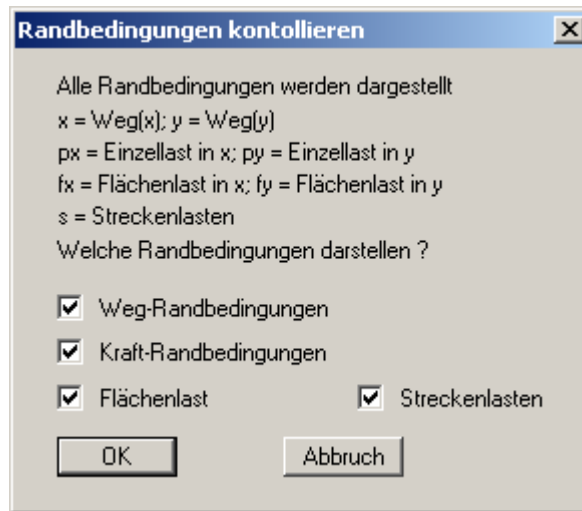 Randbedingungen kontollieren
Alle Randbedingungen werden dargestellt
x = Weg(x); y = Weg(y)
px = Einzellast in x; py = Einzellast in y
fx = Flächenlast in x; fy = Flächenlast in y
s = Streckenlasten
Welche Randbedingungen darstellen ?
Weg-Randbedingungen
Kraft-Randbedingungen
Flächenlast Streckenlasten
OK Abbruch